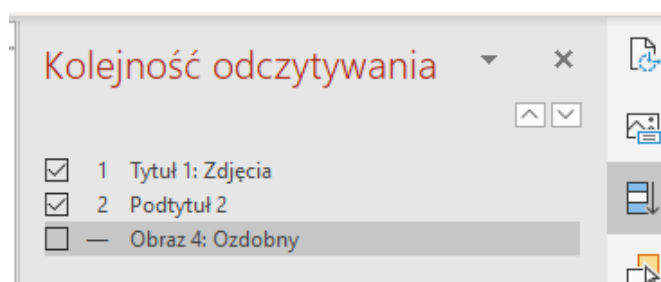 Kolejność odczytywania
1 Tytuł 1: Zdjęcia
2 Podtytuł 2
— Obraz 4: Ozdobny